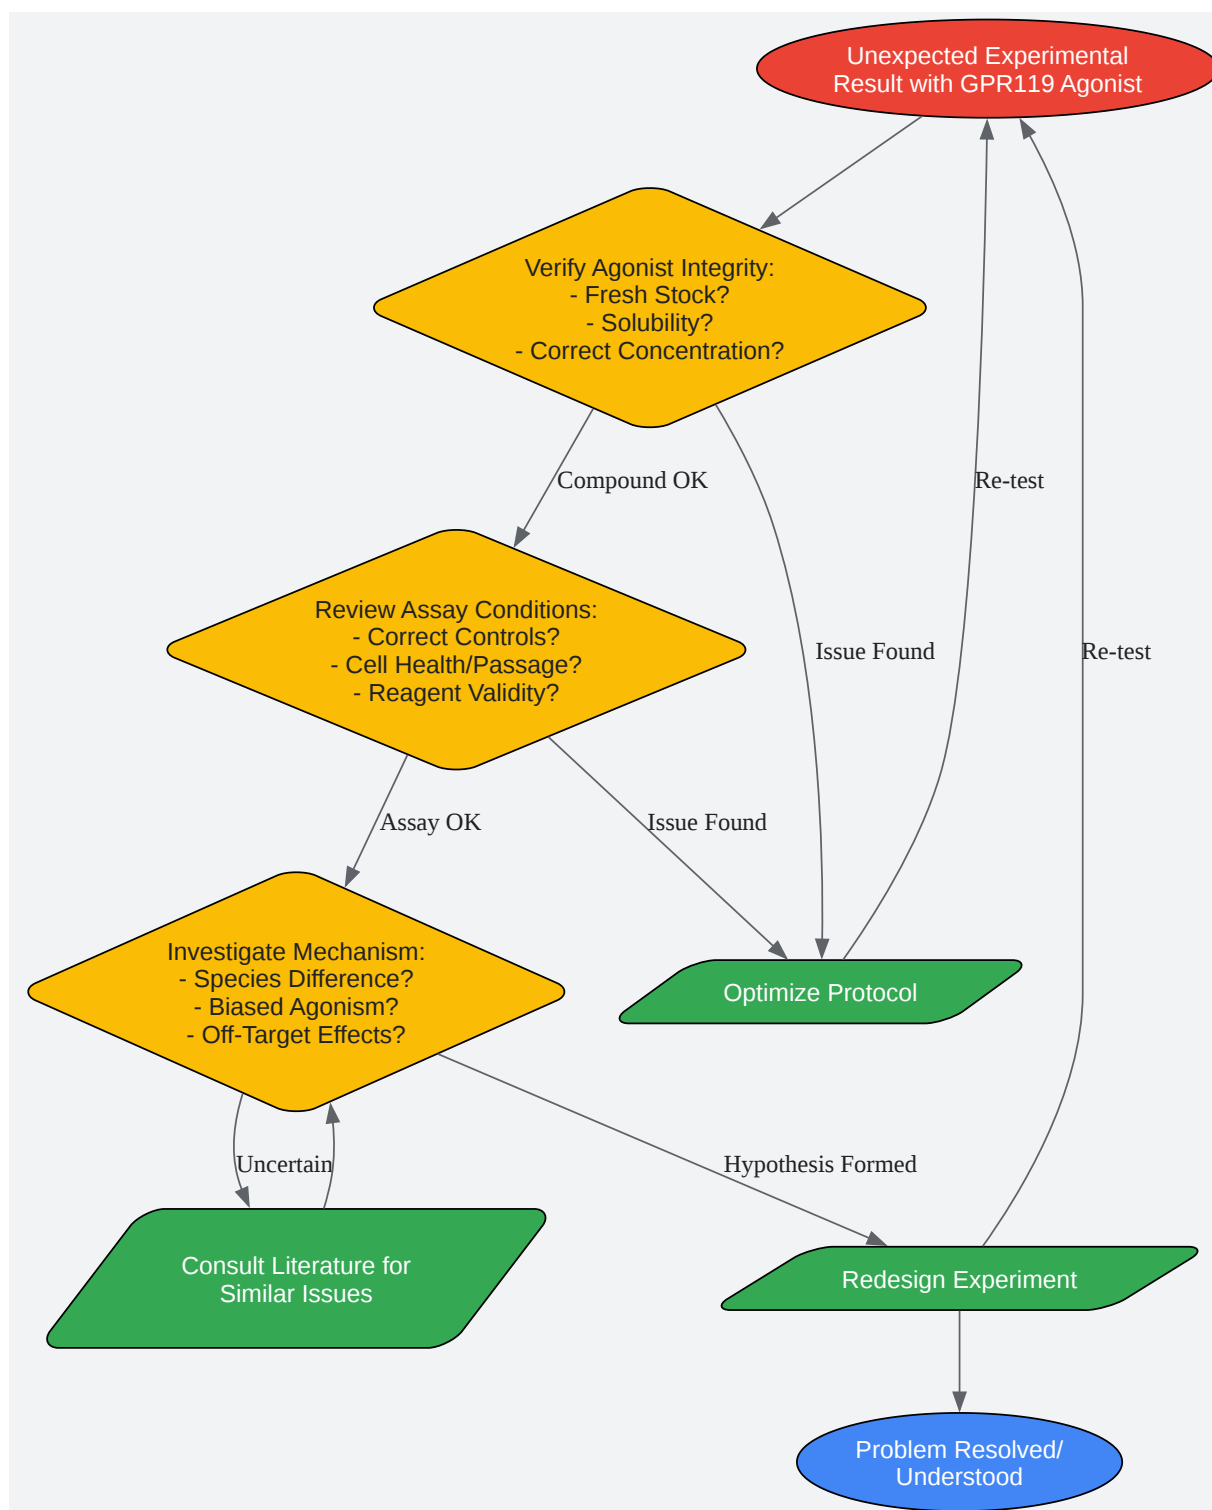 Unexpected Experimental
Result with GPR119 Agonist
Verify Agonist Integrity:
- Fresh Stock?
- Solubility?
- Correct Concentration?
Compound OK
Re-test
Review Assay Conditions:
- Correct Controls?
- Cell Health/Passage?
- Reagent Validity?
Issue Found
Re-test
Assay OK
Issue Found
Investigate Mechanism:
- Species Difference?
- Biased Agonism?
- Off-Target Effects?
Optimize Protocol
Uncertain
Hypothesis Formed
Consult Literature for
Similar Issues
Redesign Experiment
Problem Resolved/
Understood